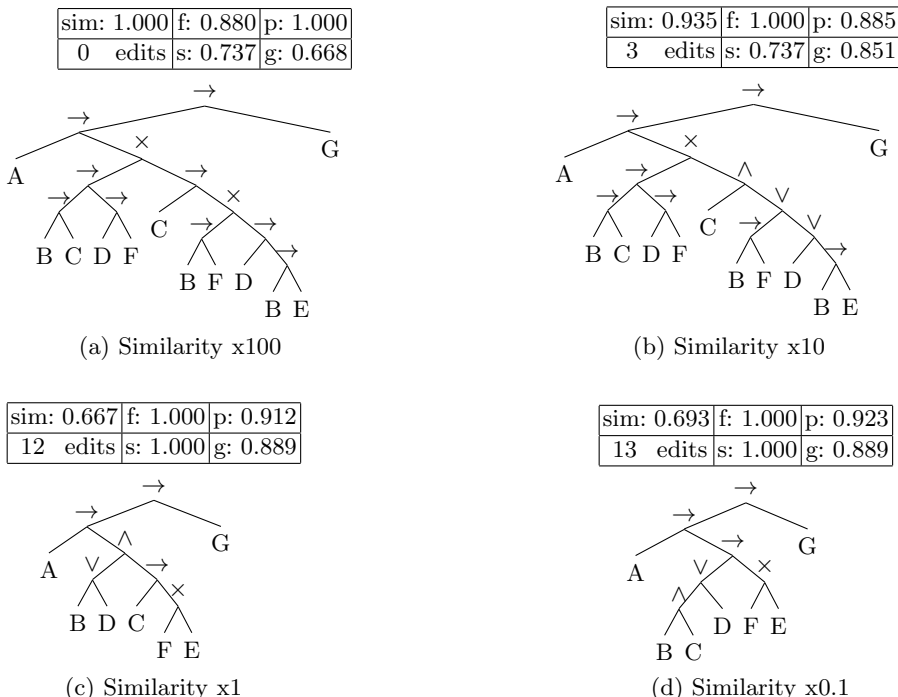 sim: 1.000 f: 0.880 p: 1.000
0 edits s: 0.737 g: 0.668
→
→
A × G
→ →
→ → C ×
B C D F → →
B F D →
B E
(a) Similarity x100
sim: 0.935 f: 1.000 p: 0.885
3 edits s: 0.737 g: 0.851
→
→
A × G
→ ∧
→ → C ∨
B C D F → ∨
B F D →
B E
(b) Similarity x10
sim: 0.667 f: 1.000 p: 0.912
12 edits s: 1.000 g: 0.889
→
→
A ∧ G
∨ →
B D C ×
F E
(c) Similarity x1
sim: 0.693 f: 1.000 p: 0.923
13 edits s: 1.000 g: 0.889
→
→
A → G
∨ ×
∧ D F E
B C
(d) Similarity x0.1